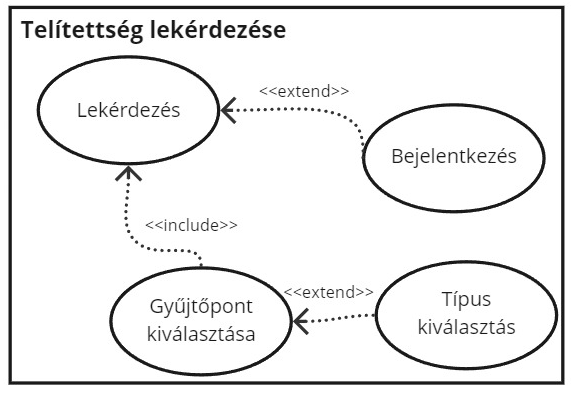 Telítettség lekérdezése
<<extend>>
Lekérdezés
Bejelentkezés
<<include>>
Gyűjtőpont
kiválasztása
<<extend>>
Típus
kiválasztás